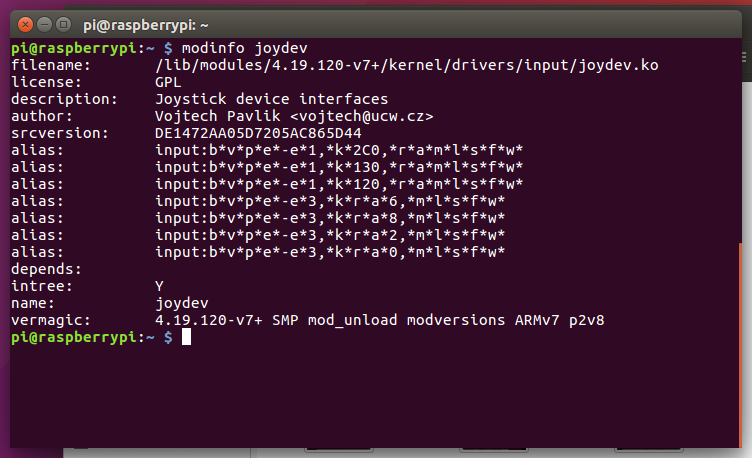 pi@raspberrypi: ~
pi@raspberrypi:~ $ modinfo joydev
filename:       /lib/modules/4.19.120-v7+/kernel/drivers/input/joydev.ko
license:        GPL
description:    Joystick device interfaces
author:         Vojtech Pavlik <vojtech@ucw.cz>
srcversion:     DE1472AA05D7205AC865D44
alias:          input:b*v*p*e*-e*1,*k*2C0,*r*a*m*l*s*f*w*
alias:          input:b*v*p*e*-e*1,*k*130,*r*a*m*l*s*f*w*
alias:          input:b*v*p*e*-e*1,*k*120,*r*a*m*l*s*f*w*
alias:          input:b*v*p*e*-e*3,*k*r*a*6,*m*l*s*f*w*
alias:          input:b*v*p*e*-e*3,*k*r*a*8,*m*l*s*f*w*
alias:          input:b*v*p*e*-e*3,*k*r*a*2,*m*l*s*f*w*
alias:          input:b*v*p*e*-e*3,*k*r*a*0,*m*l*s*f*w*
depends:
intree:         Y
name:           joydev
vermagic:       4.19.120-v7+ SMP mod_unload modversions ARMv7 p2v8
pi@raspberrypi:~ $